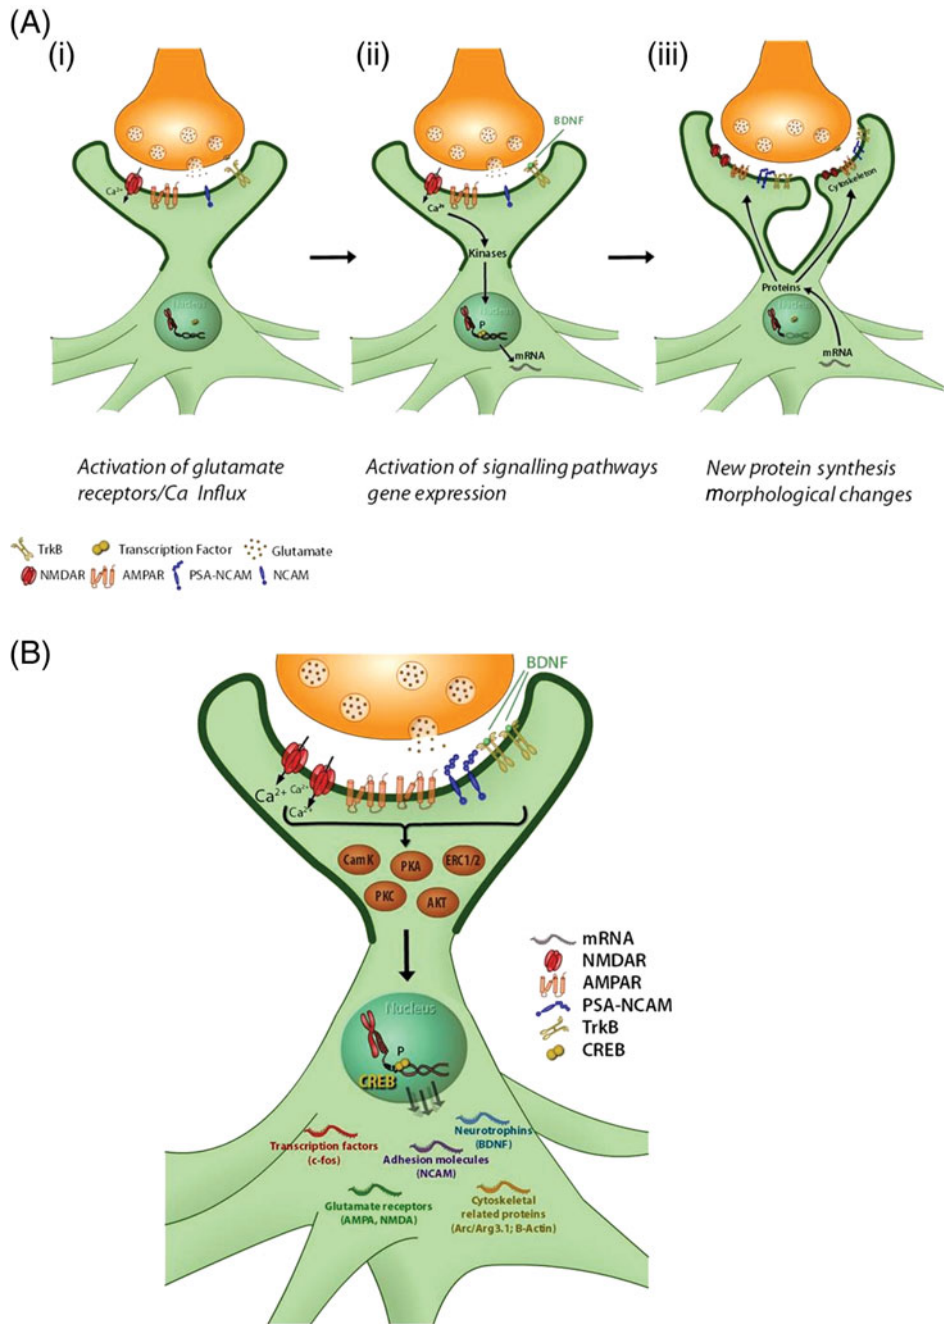 (A)
(i)
(ii)
(iii)
BDNF
Ca²⁺
Ca²⁺
Cytoskeleton
Kinases
Proteins
Nucleus
Nucleus
Nucleus
P
mRNA
mRNA
Activation of glutamate
receptors/Ca Influx
Activation of signalling pathways
gene expression
New protein synthesis
morphological changes
TrkB
Transcription Factor
Glutamate
NMDAR
AMPAR
PSA-NCAM
NCAM
(B)
BDNF
Ca²⁺
Ca²⁺
Ca²⁺
CamK
PKA
ERC1/2
PKC
AKT
mRNA
NMDAR
AMPAR
PSA-NCAM
TrkB
CREB
Nucleus
P
CREB
Neurotrophins
(BDNF)
Transcription factors
(c-fos)
Adhesion molecules
(NCAM)
Glutamate receptors
(AMPA, NMDA)
Cytoskeletal
related proteins
(Arc/Arg3.1; B-Actin)